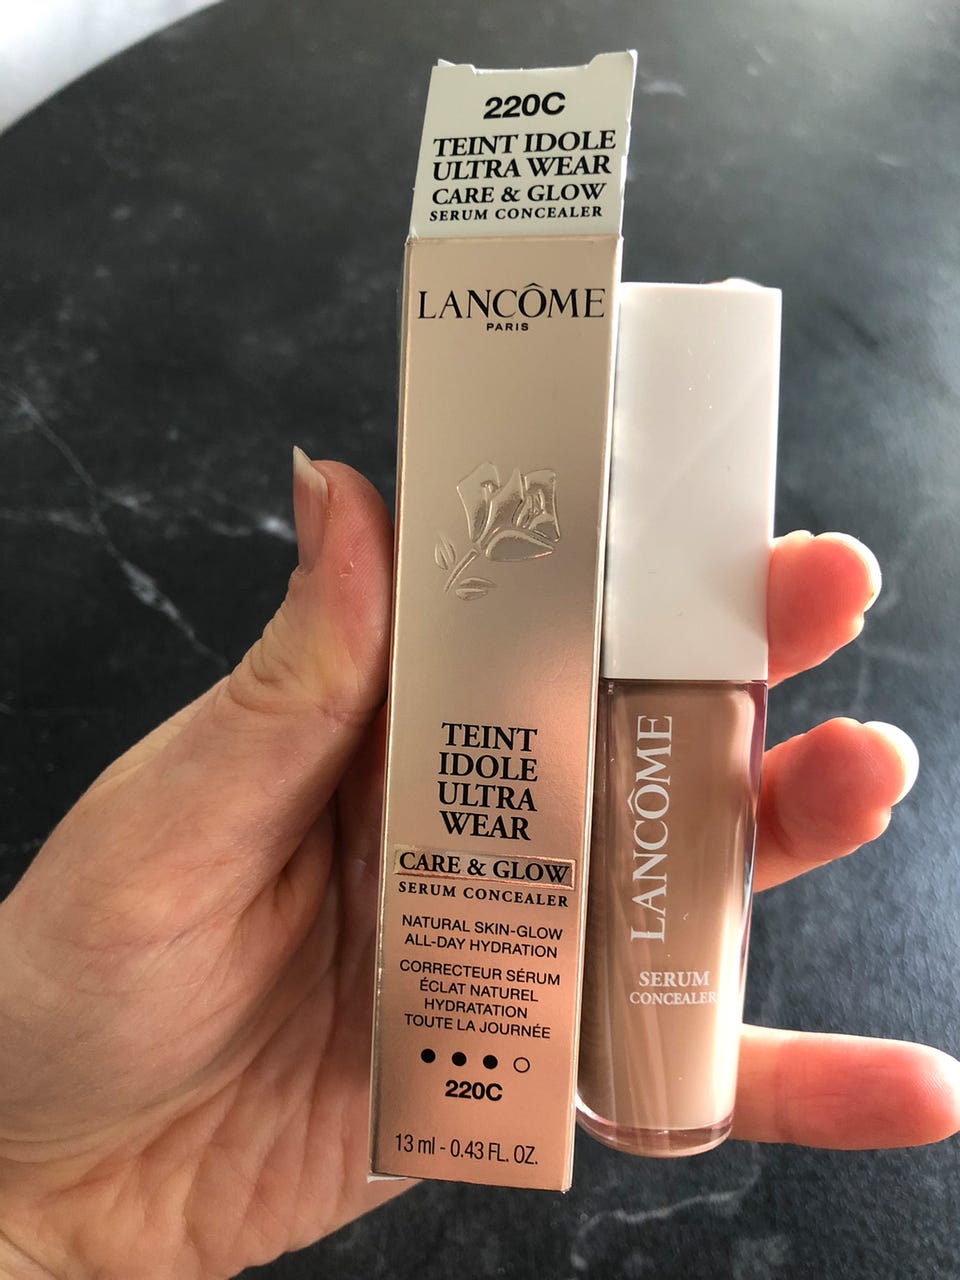 220C
TEINT IDOLE
ULTRA WEAR
CARE & GLOW
SERUM CONCEALER
LANCÔME
PARIS
TEINT
IDOLE
ULTRA
WEAR
CARE & GLOW
SERUM CONCEALER
NATURAL SKIN-GLOW
ALL-DAY HYDRATION
CORRECTEUR SÉRUM
ÉCLAT NATUREL
HYDRATATION
TOUTE LA JOURNÉE
220C
13 ml - 0.43 FL. OZ.
LANCÔME
SERUM
CONCEALER